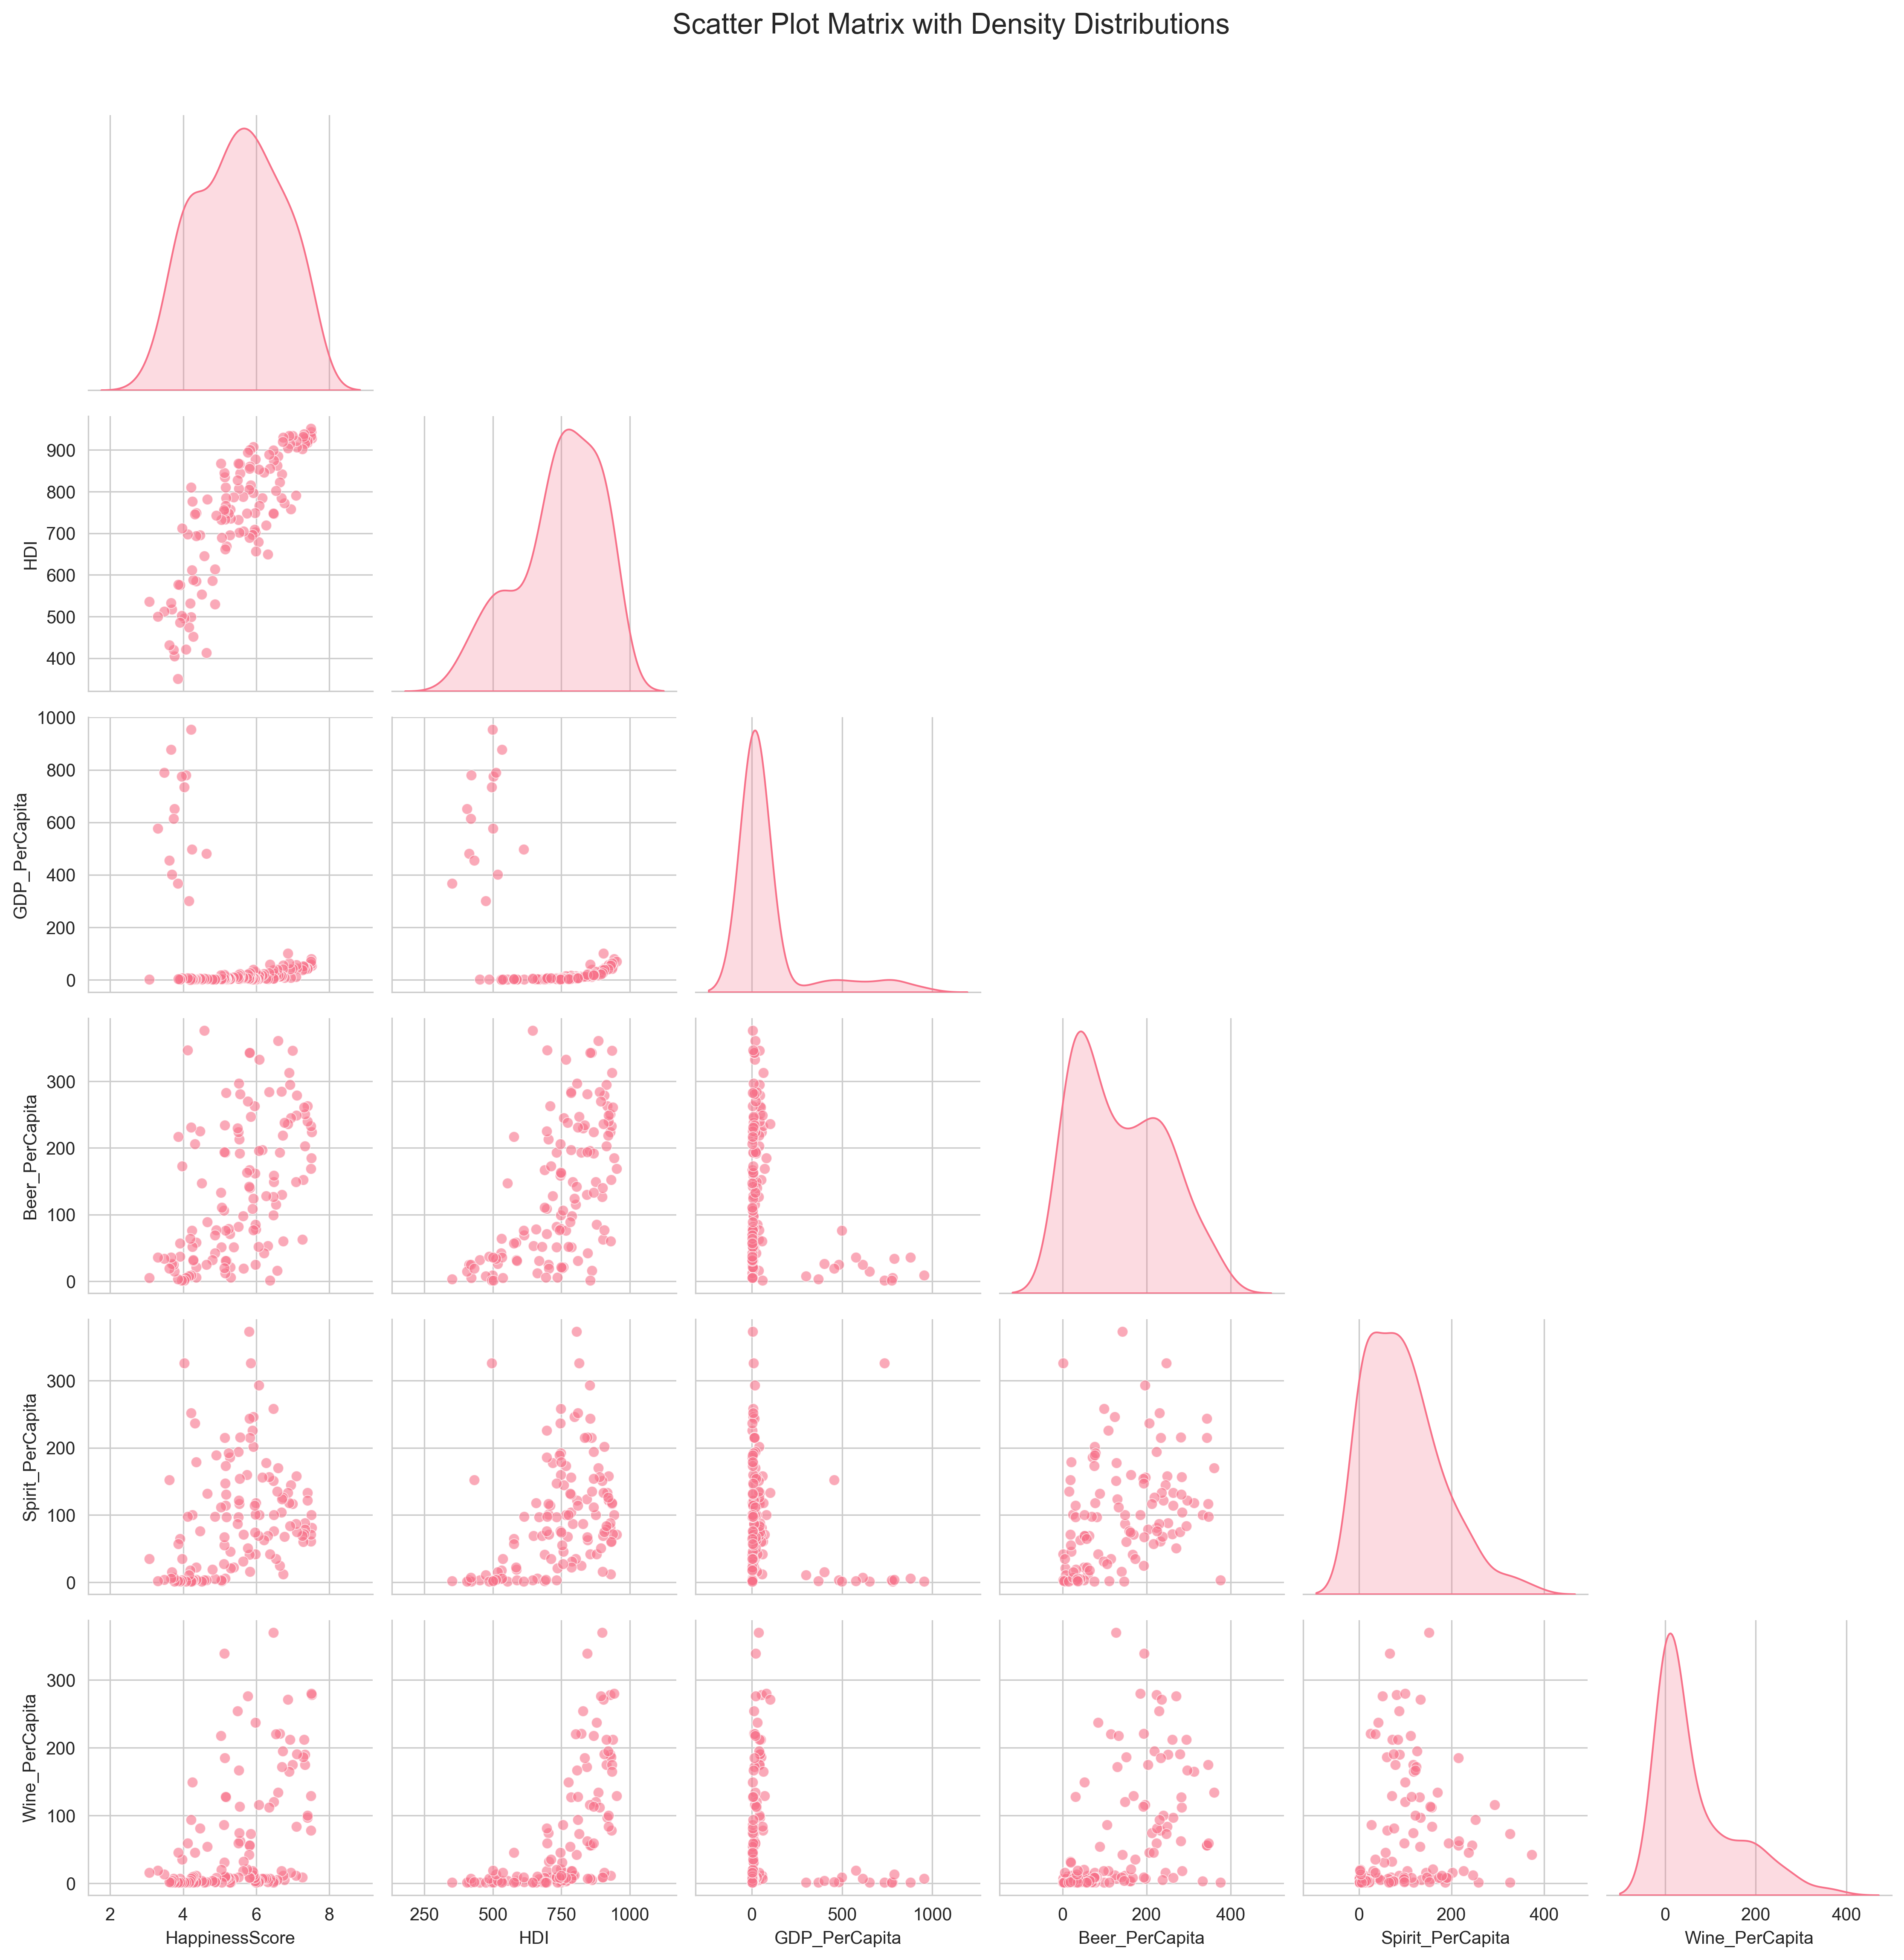 Scatter Plot Matrix with Density Distributions
HDI
900
800
700
600
500
400
GDP_PerCapita
1000
800
600
400
200
0
Beer_PerCapita
300
200
100
0
Spirit_PerCapita
300
200
100
0
Wine_PerCapita
300
200
100
0
2 4 6 8
HappinessScore
250 500 750 1000
HDI
0 500 1000
GDP_PerCapita
0 200 400
Beer_PerCapita
0 200 400
Spirit_PerCapita
0 200 400
Wine_PerCapita